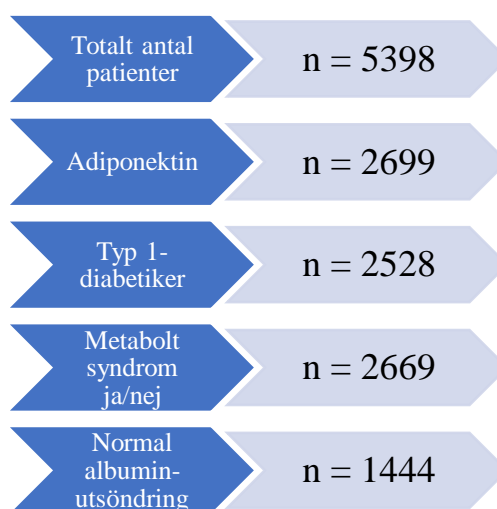 Totalt antal
patienter
n = 5398
Adiponektin
n = 2699
Typ 1-
diabetiker
n = 2528
Metabolt
syndrom
ja/nej
n = 2669
Normal
albumin-
utsöndring
n = 1444